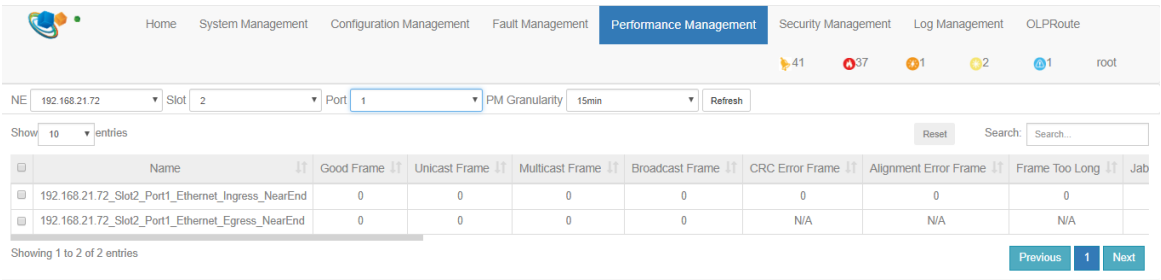 Home System Management Configuration Management Fault Management Performance Management Security Management Log Management OLPRoute
41 37 1 2 1 root
NE 192.168.21.72 Slot 2 Port 1 PM Granularity 15min Refresh
Show 10 entries Reset Search: Search...
Name Good Frame Unicast Frame Multicast Frame Broadcast Frame CRC Error Frame Alignment Error Frame Frame Too Long Jab
192.168.21.72_Slot2_Port1_Ethernet_Ingress_NearEnd 0 0 0 0 0 0 0
192.168.21.72_Slot2_Port1_Ethernet_Egress_NearEnd 0 0 0 0 N/A N/A N/A
Showing 1 to 2 of 2 entries Previous 1 Next